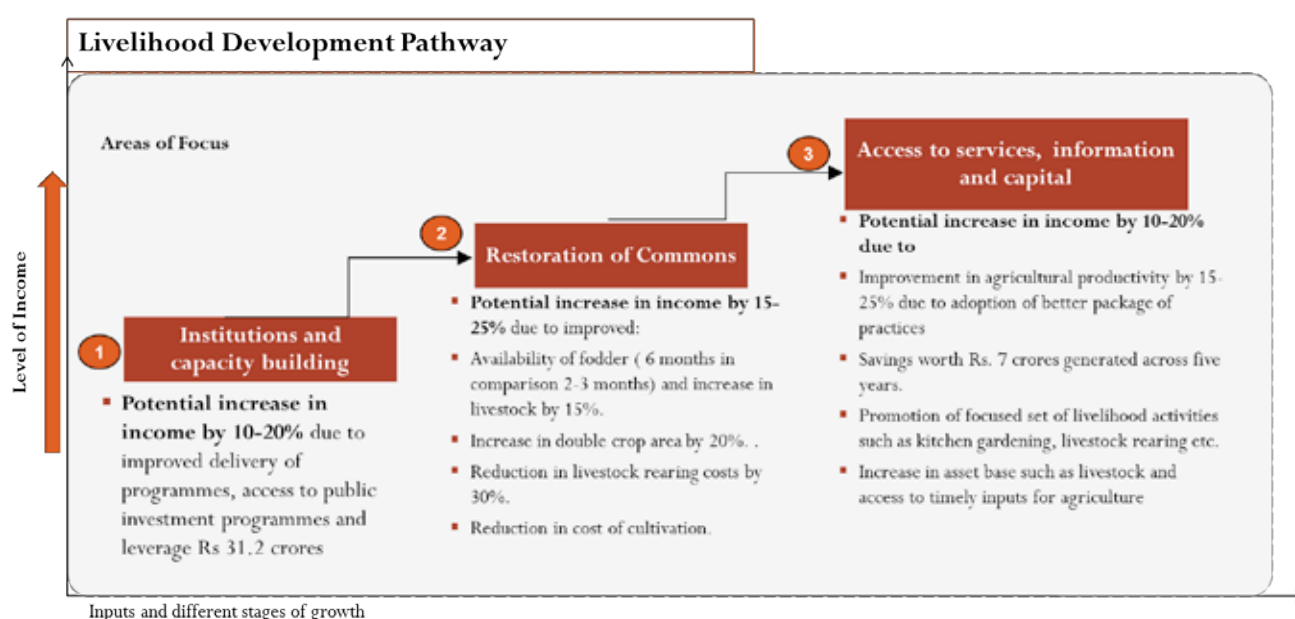 Livelihood Development Pathway
Areas of Focus
Level of Income
1
Institutions and
capacity building
▪ Potential increase in
income by 10-20% due to
improved delivery of
programmes, access to public
investment programmes and
leverage Rs 31.2 crores
2
Restoration of Commons
▪ Potential increase in income by 15-
25% due to improved:
▪ Availability of fodder ( 6 months in
comparison 2-3 months) and increase in
livestock by 15%.
▪ Increase in double crop area by 20%. .
▪ Reduction in livestock rearing costs by
30%.
▪ Reduction in cost of cultivation.
3
Access to services, information
and capital
▪ Potential increase in income by 10-20%
due to
▪ Improvement in agricultural productivity by 15-
25% due to adoption of better package of
practices
▪ Savings worth Rs. 7 crores generated across five
years.
▪ Promotion of focused set of livelihood activities
such as kitchen gardening, livestock rearing etc.
▪ Increase in asset base such as livestock and
access to timely inputs for agriculture
Inputs and different stages of growth